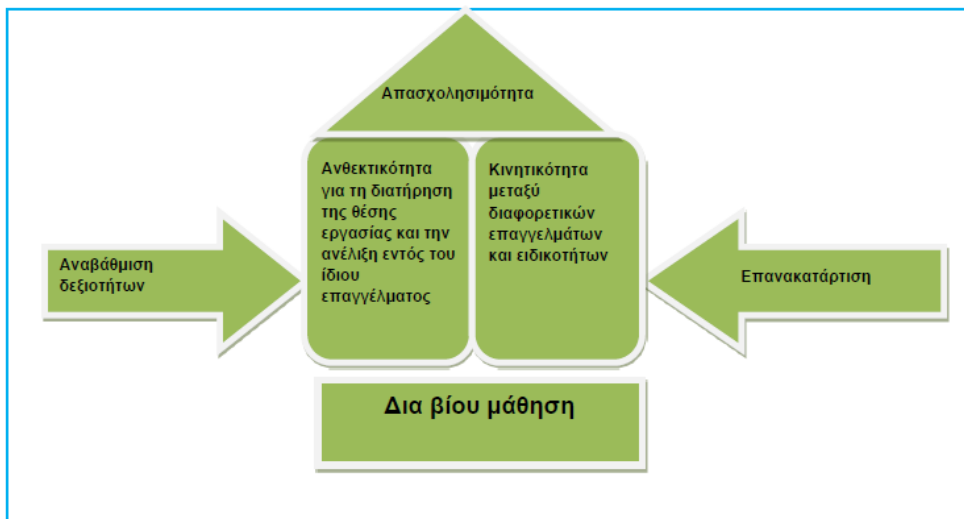 Απασχολησιμότητα
Ανθεκτικότητα
για τη διατήρηση
της θέσης
εργασίας και την
ανέλιξη εντός του
ίδιου
επαγγέλματος
Κινητικότητα
μεταξύ
διαφορετικών
επαγγελμάτων
και ειδικοτήτων
Αναβάθμιση
δεξιοτήτων
Επανακατάρτιση
Δια βίου μάθηση